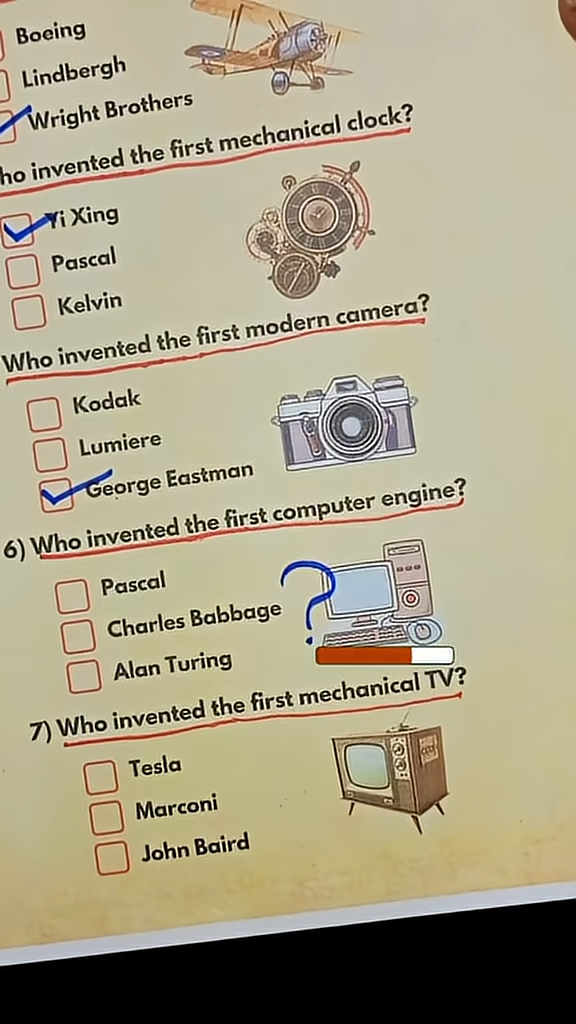 Boeing
Lindbergh
Wright Brothers
ho invented the first mechanical clock?
Yi Xing
Pascal
Kelvin
Who invented the first modern camera?
Kodak
Lumiere
George Eastman
6) Who invented the first computer engine?
Pascal
Charles Babbage
Alan Turing
?
7) Who invented the first mechanical TV?
Tesla
Marconi
John Baird